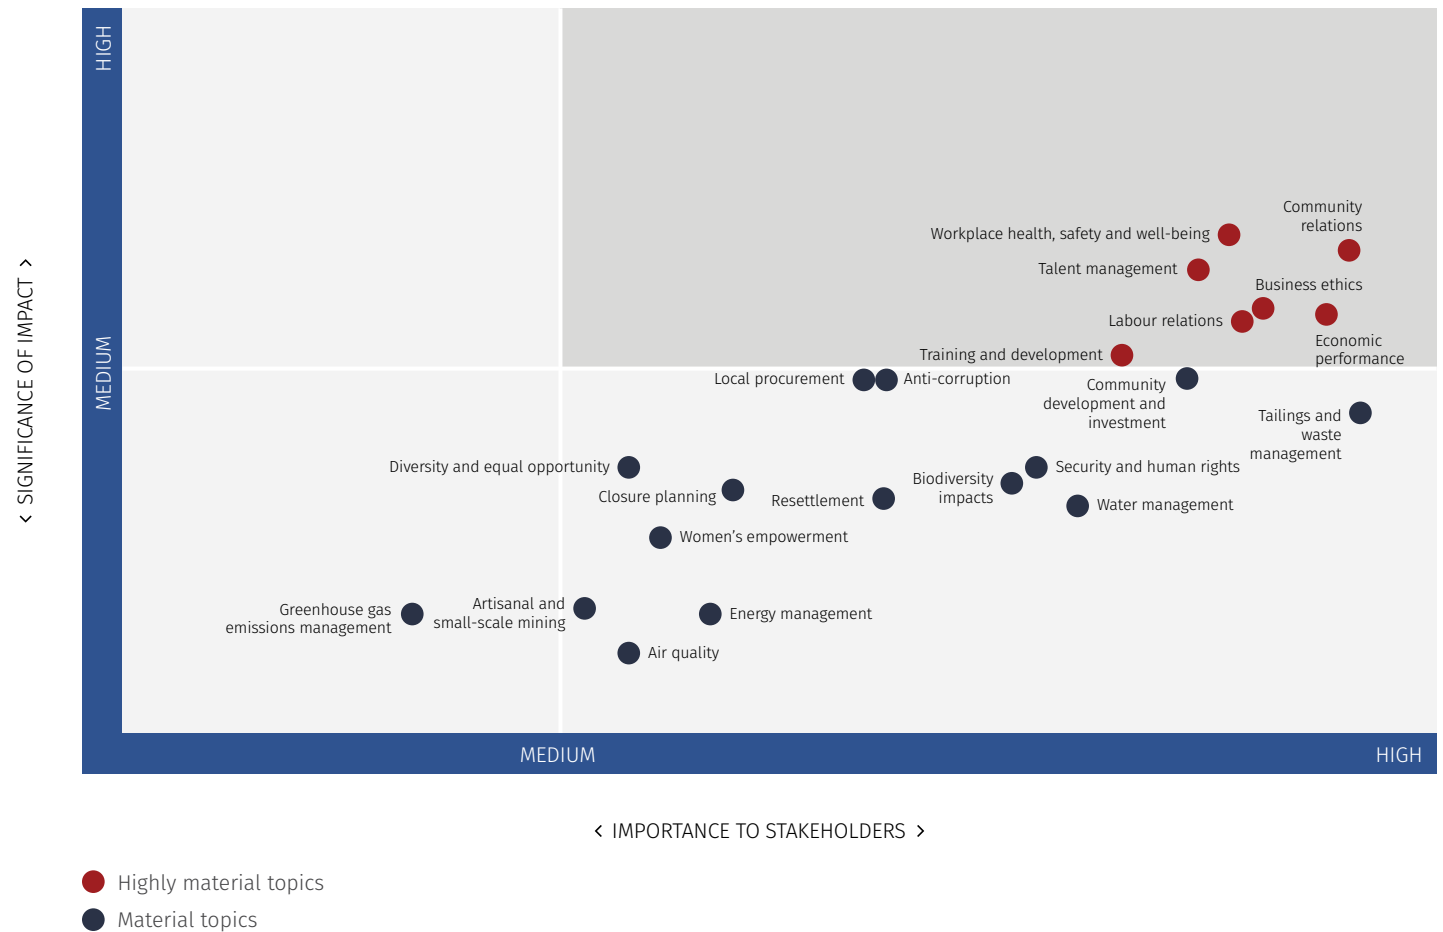 HIGH
Community
relations
Workplace health, safety and well-being
Talent management
Business ethics
Labour relations
Economic
performance
Training and development
MEDIUM
< SIGNIFICANCE OF IMPACT >
Local procurement
Anti-corruption
Community
development and
investment
Tailings and
waste
management
Diversity and equal opportunity
Closure planning
Resettlement
Biodiversity
impacts
Security and human rights
Water management
Women’s empowerment
Greenhouse gas
emissions management
Artisanal and
small-scale mining
Energy management
Air quality
MEDIUM
HIGH
< IMPORTANCE TO STAKEHOLDERS >
Highly material topics
Material topics